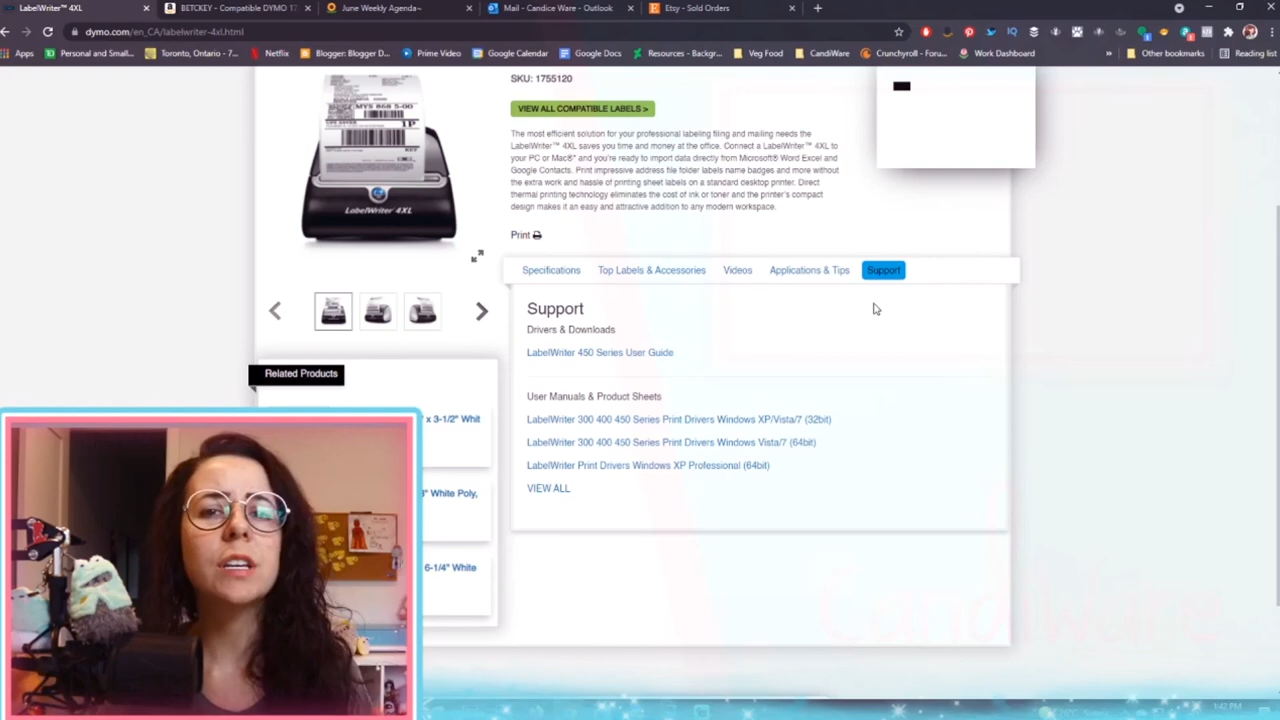 LabelWriter™ 4XL
BETCKEY - Compatible DYMO 17
June Weekly Agenda~
Mail - Candice Ware - Outlook
Etsy - Sold Orders
dymo.com/en_CA/labelwriter-4xl.html
Apps
Personal and Small...
Toronto, Ontario - 7...
Netflix
Blogger: Blogger D...
Prime Video
Google Calendar
Google Docs
Resources - Backgr...
Veg Food
CandiWare
Crunchyroll - Foru...
Work Dashboard
Other bookmarks
Reading list
SKU: 1755120
VIEW ALL COMPATIBLE LABELS >
The most efficient solution for your professional labeling filing and mailing needs the
LabelWriter™ 4XL saves you time and money at the office. Connect a LabelWriter™ 4XL to
your PC or Mac®* and you're ready to import data directly from Microsoft® Word Excel and
Google Contacts. Print impressive address file folder labels name badges and more without
the extra work and hassle of printing sheet labels on a standard desktop printer. Direct
thermal printing technology eliminates the cost of ink or toner and the printer's compact
design makes it an easy and attractive addition to any modern workspace.
Print
LabelWriter 4XL
Specifications
Top Labels & Accessories
Videos
Applications & Tips
Support
Support
Drivers & Downloads
LabelWriter 450 Series User Guide
User Manuals & Product Sheets
LabelWriter 300 400 450 Series Print Drivers Windows XP/Vista/7 (32bit)
LabelWriter 300 400 450 Series Print Drivers Windows Vista/7 (64bit)
LabelWriter Print Drivers Windows XP Professional (64bit)
VIEW ALL
Related Products
x 3-1/2" Whit
White Poly,
6-1/4" White
CandiWare
1:42 PM